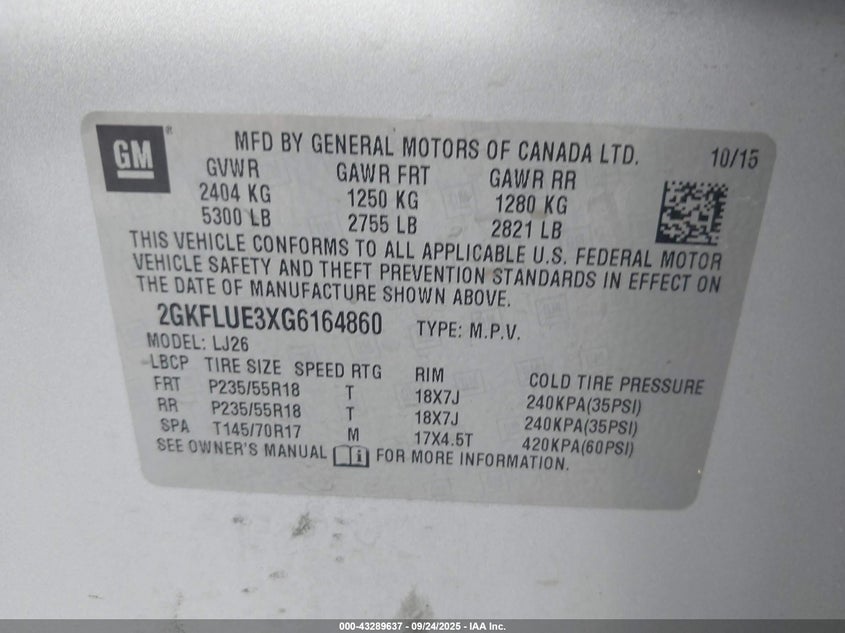 GM®
MFD BY GENERAL MOTORS OF CANADA LTD. 10/15
GVWR GAWR FRT GAWR RR
2404 KG 1250 KG 1280 KG
5300 LB 2755 LB 2821 LB
THIS VEHICLE CONFORMS TO ALL APPLICABLE U.S. FEDERAL MOTOR
VEHICLE SAFETY AND THEFT PREVENTION STANDARDS IN EFFECT ON
THE DATE OF MANUFACTURE SHOWN ABOVE.
2GKFLUE3XG6164860 TYPE: M.P.V.
MODEL: LJ26
LBCP TIRE SIZE SPEED RTG RIM COLD TIRE PRESSURE
FRT P235/55R18 T 18X7J 240KPA(35PSI)
RR P235/55R18 T 18X7J 240KPA(35PSI)
SPA T145/70R17 M 17X4.5T 420KPA(60PSI)
SEE OWNER'S MANUAL FOR MORE INFORMATION.
000-43289637 - 09/24/2025 - IAA Inc.